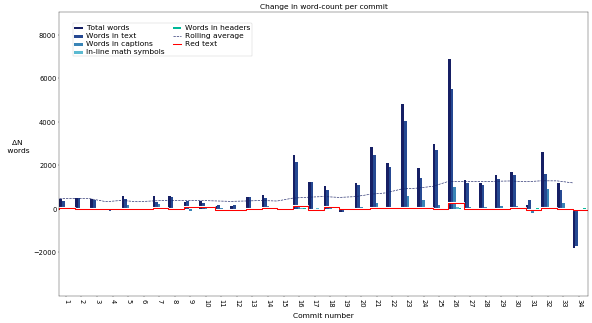 Change in word-count per commit
Total words
Words in text
Words in captions
in-line math symbols
Words in headers
Rolling average
Red text
8000
6000
4000
2000
0
−2000
ΔN
words
1 2 3 4 5 6 7 8 9 10 11 12 13 14 15 16 17 18 19 20 21 22 23 24 25 26 27 28 29 30 31 32 33 34
Commit number